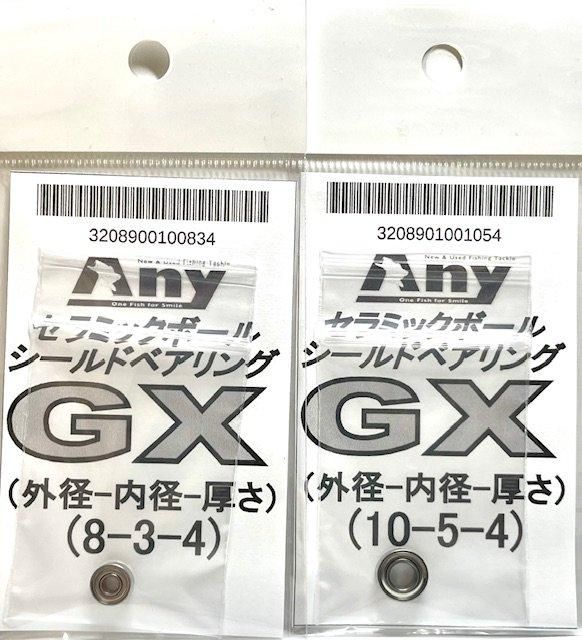 3208900100834
New & Used Fishing Tackle
Any
One Fish for Smile
セラミックボール
シールドベアリング
GX
(外径-内径-厚さ)
(8-3-4)
3208901001054
New & Used Fishing Tackle
Any
One Fish for Smile
セラミックボール
シールドベアリング
GX
(外径-内径-厚さ)
(10-5-4)